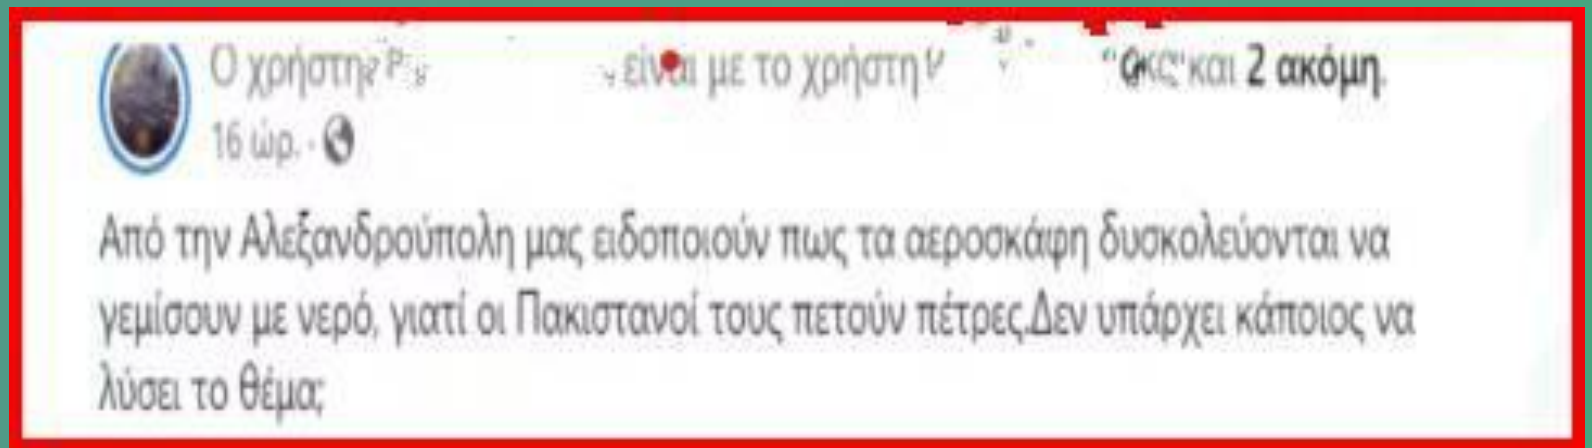 Ο χρήστης είναι με το χρήστη και 2 ακόμη.
16 ώρ. ·
Από την Αλεξανδρούπολη μας ειδοποιούν πως τα αεροσκάφη δυσκολεύονται να
γεμίσουν με νερό, γιατί οι Πακιστανοί τους πετούν πέτρες.Δεν υπάρχει κάποιος να
λύσει το θέμα;